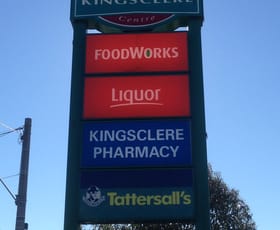 KINGSCLERE
Centre
FOODWORKS
LIQUOR
KINGSCLERE
PHARMACY
Tattersall's